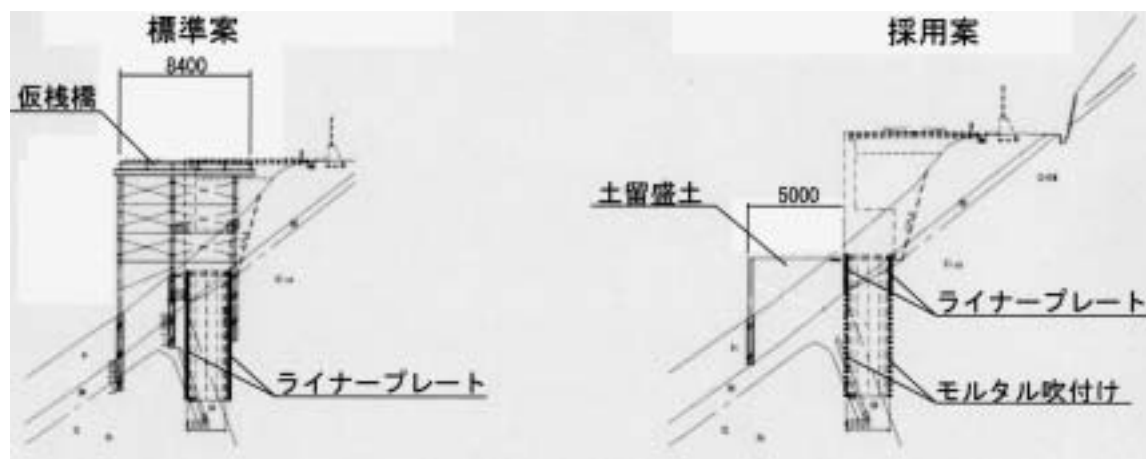 標準案
8400
仮桟橋
ライナープレート
採用案
5000
土留盛土
ライナープレート
モルタル吹付け